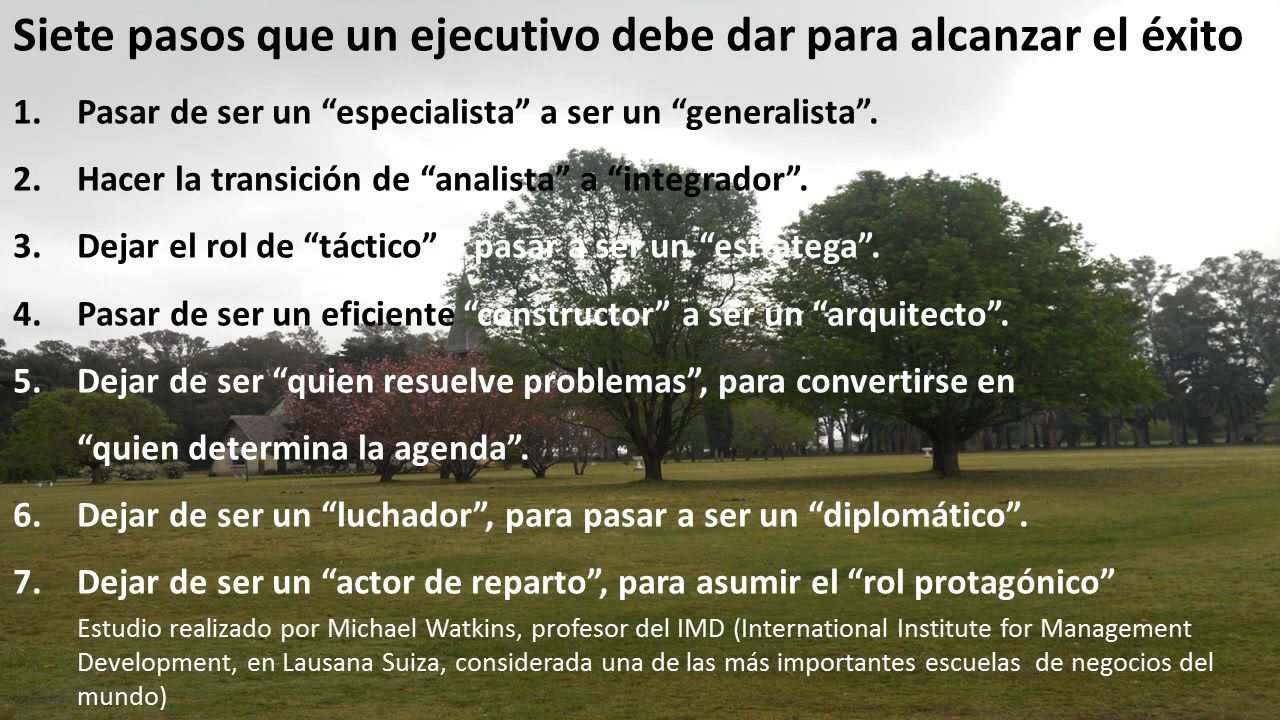 Siete pasos que un ejecutivo debe dar para alcanzar el éxito
1. Pasar de ser un “especialista” a ser un “generalista”.
2. Hacer la transición de “analista” a “integrador”.
3. Dejar el rol de “táctico” pasar a ser un “estratega”.
4. Pasar de ser un eficiente “constructor” a ser un “arquitecto”.
5. Dejar de ser “quien resuelve problemas”, para convertirse en
“quien determina la agenda”.
6. Dejar de ser un “luchador”, para pasar a ser un “diplomático”.
7. Dejar de ser un “actor de reparto”, para asumir el “rol protagónico”
Estudio realizado por Michael Watkins, profesor del IMD (International Institute for Management
Development, en Lausana Suiza, considerada una de las más importantes escuelas de negocios del
mundo)